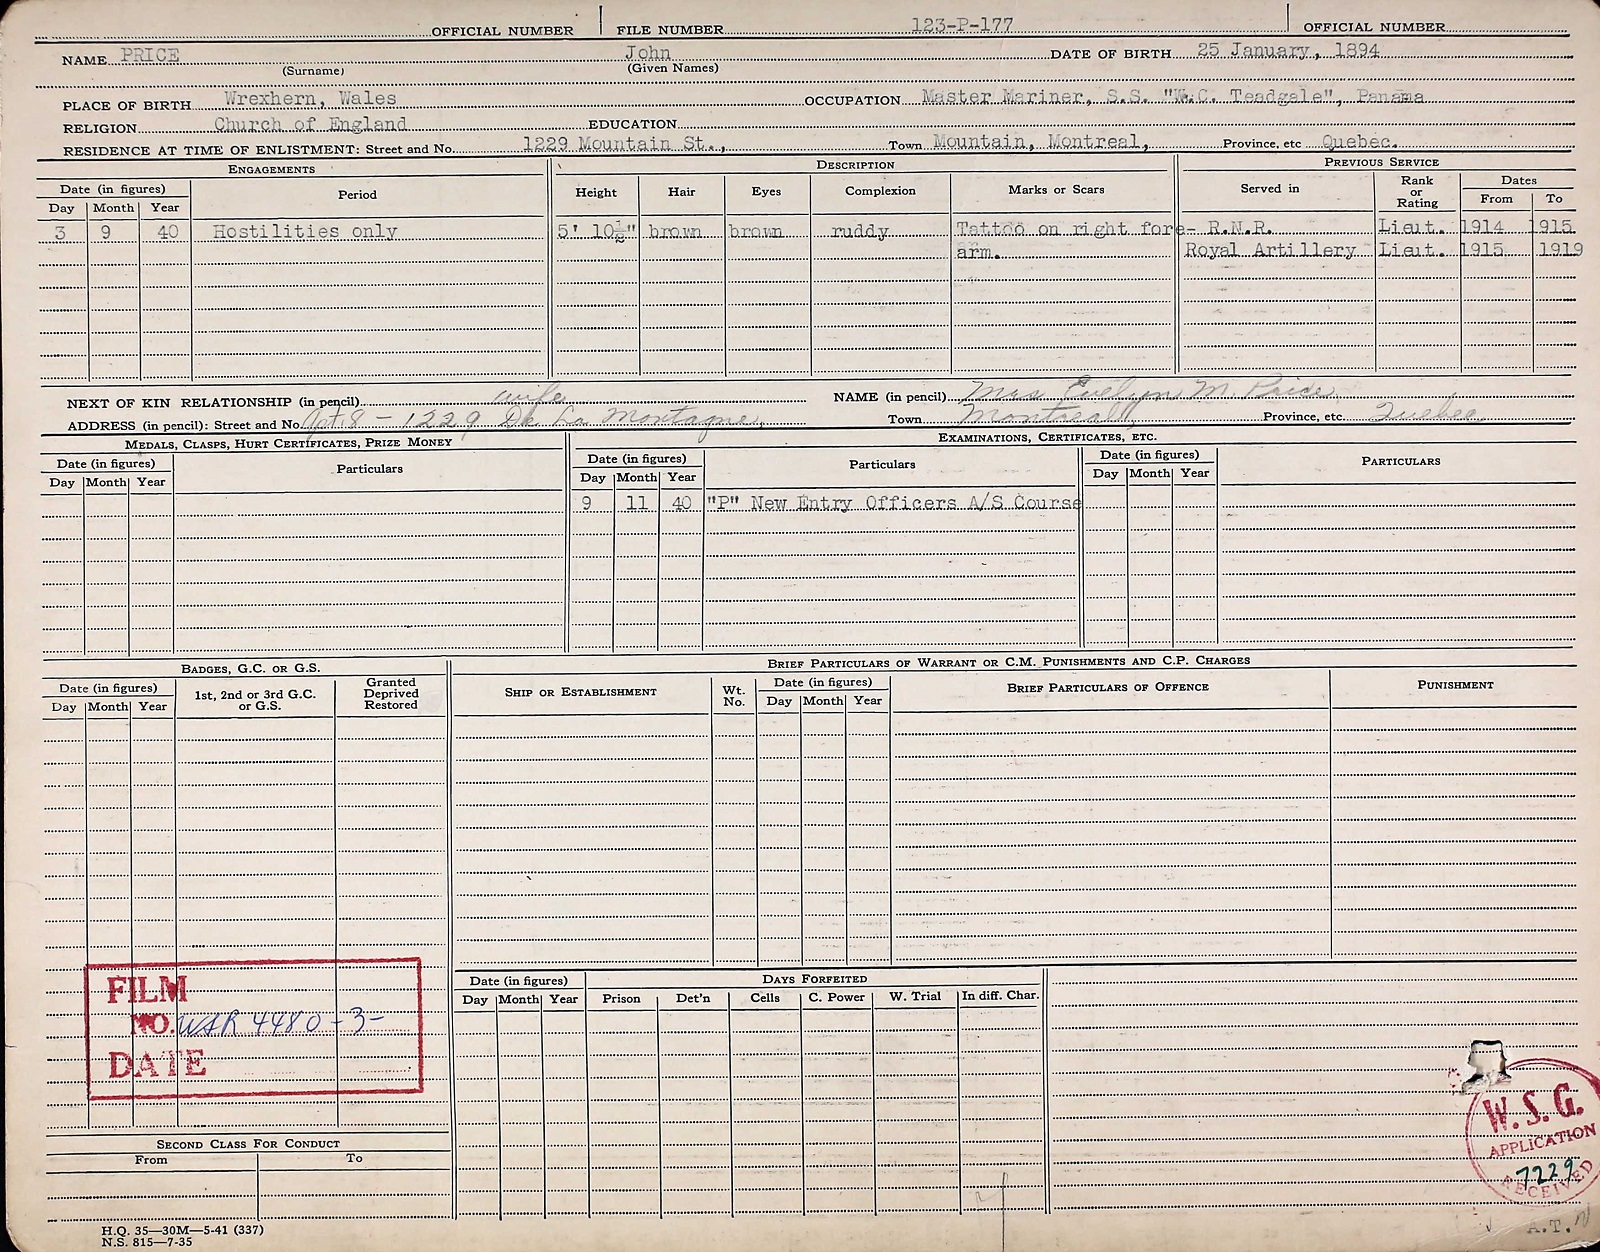 OFFICIAL NUMBER FILE NUMBER 123-P-177 OFFICIAL NUMBER
NAME PRICE John DATE OF BIRTH 25 January, 1894
(Surname) (Given Names)
PLACE OF BIRTH Wrexhern, Wales OCCUPATION Master Mariner, S.S. "W.C. Teadgale", Panama
RELIGION Church of England EDUCATION
RESIDENCE AT TIME OF ENLISTMENT: Street and No. 1229 Mountain St., Town Mountain, Montreal, Province, etc Quebec.
ENGAGEMENTS DESCRIPTION PREVIOUS SERVICE
Date (in figures) Period Height Hair Eyes Complexion Marks or Scars Served in Rank or Rating Dates
Day Month Year From To
3 9 40 Hostilities only 5' 10½" brown brown ruddy Tattoo on right fore- R.N.R. Lieut. 1914 1915
arm. Royal Artillery Lieut. 1915 1919
NEXT OF KIN RELATIONSHIP (in pencil) wife NAME (in pencil) Mrs Evelyn M. Price,
ADDRESS (in pencil): Street and No. Apt. 8 - 1229 De La Montagne, Town Montreal, Province, etc. Quebec
MEDALS, CLASPS, HURT CERTIFICATES, PRIZE MONEY EXAMINATIONS, CERTIFICATES, ETC.
Date (in figures) Particulars Date (in figures) Particulars Date (in figures) PARTICULARS
Day Month Year Day Month Year Day Month Year
9 11 40 "P" New Entry Officers A/S Course
BADGES, G.C. OR G.S. BRIEF PARTICULARS OF WARRANT OR C.M. PUNISHMENTS AND C.P. CHARGES
Date (in figures) 1st, 2nd or 3rd G.C. or G.S. Granted Deprived Restored SHIP OR ESTABLISHMENT Wt. No. Date (in figures) BRIEF PARTICULARS OF OFFENCE PUNISHMENT
Day Month Year Day Month Year
FILM
NO. WSR 4480-3-
DATE
Date (in figures) DAYS FORFEITED
Day Month Year Prison Det'n Cells C. Power W. Trial In diff. Char.
W.S.G.
APPLICATION
7229
RECEIVED
SECOND CLASS FOR CONDUCT
From To
A.T.
H.Q. 35—30M—5-41 (337)
N.S. 815—7-35